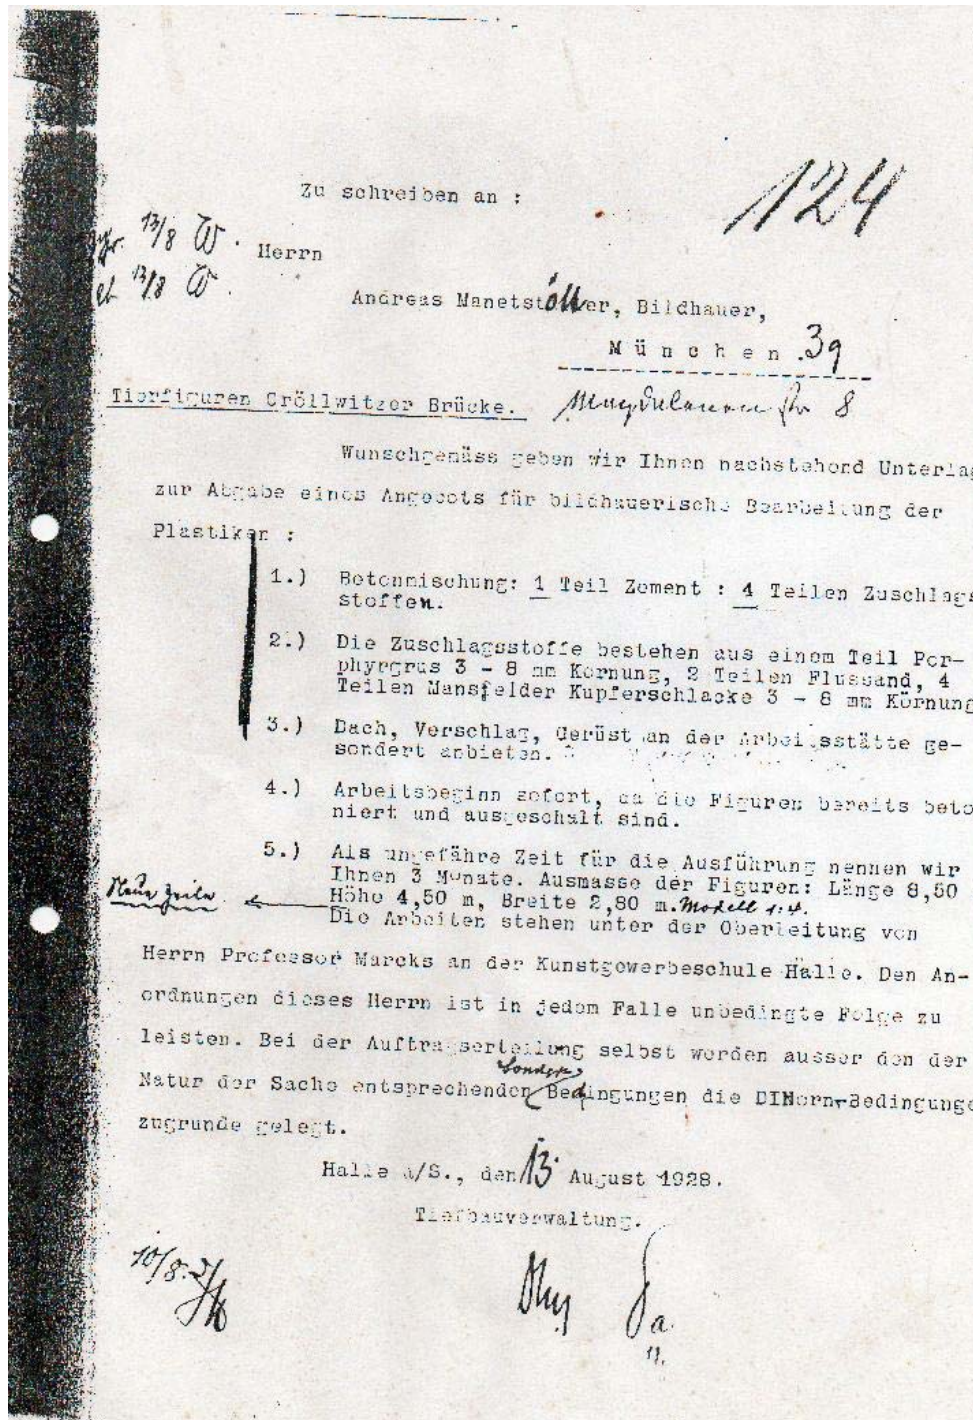 Zu schreiben an :
124
13/8 W.
Herrn
13/8 W.
Andreas Manetstöller, Bildhauer,
München.39
Tierfiguren Cröllwitzer Brücke. Magdalenen str 8
Wunschgemäss geben wir Ihnen nachstehend Unterlag
zur Abgabe eines Angebots für bildhauerische Bearbeitung der
Plastiken :
1.) Betonmischung: 1 Teil Zement : 4 Teilen Zuschlags
stoffen.
2.) Die Zuschlagsstoffe bestehen aus einem Teil Por-
phyrgrus 3 - 8 mm Körnung, 2 Teilen Flussand, 4
Teilen Mansfelder Kupferschlacke 3 - 8 mm Körnung
3.) Dach, Verschlag, Gerüst an der Arbeitsstätte ge-
sondert anbieten.
4.) Arbeitsbeginn sofort, da die Figuren bereits beto
niert und ausgeschalt sind.
5.) Als ungefähre Zeit für die Ausführung nennen wir
Ihnen 3 Monate. Ausmasse der Figuren: Länge 8,50
Neue Zeile Höhe 4,50 m, Breite 2,80 m. Modell 1:4.
Die Arbeiten stehen unter der Oberleitung von
Herrn Professor Marcks an der Kunstgewerbeschule Halle. Den An-
ordnungen dieses Herrn ist in jedem Falle unbedingte Folge zu
leisten. Bei der Auftragserteilung selbst werden ausser den der
Sonder
Natur der Sache entsprechenden Bedingungen die DINorm-Bedingunge
zugrunde gelegt.
Halle a/S., den 13. August 1928.
Tiefbauverwaltung.
10/8.